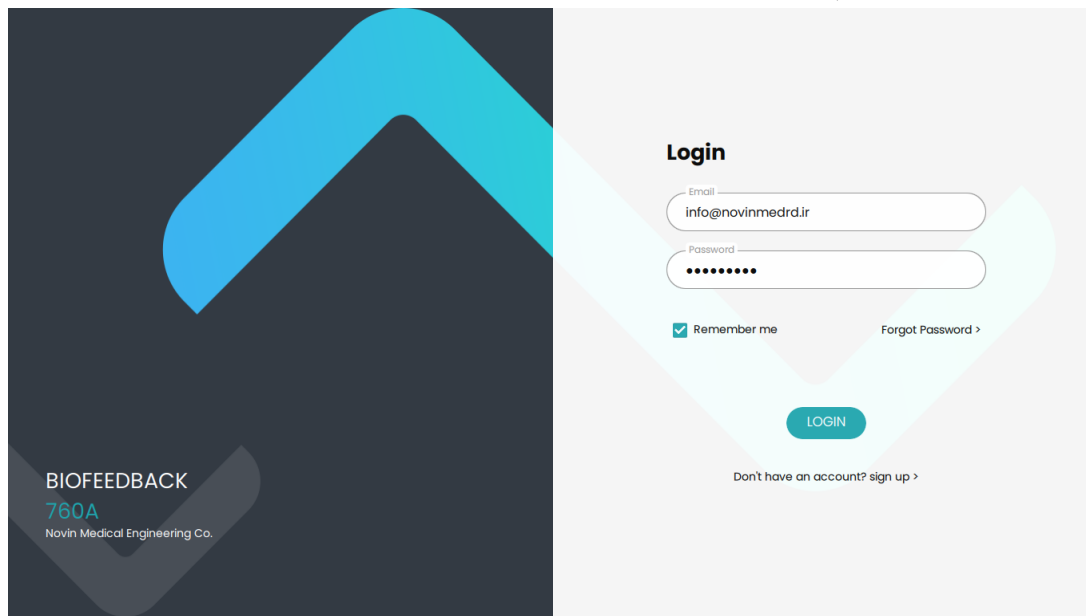 BIOFEEDBACK
760A
Novin Medical Engineering Co.
Login
Email
info@novinmedrd.ir
Password
•••••••••
Remember me
Forgot Password >
LOGIN
Don't have an account? sign up >